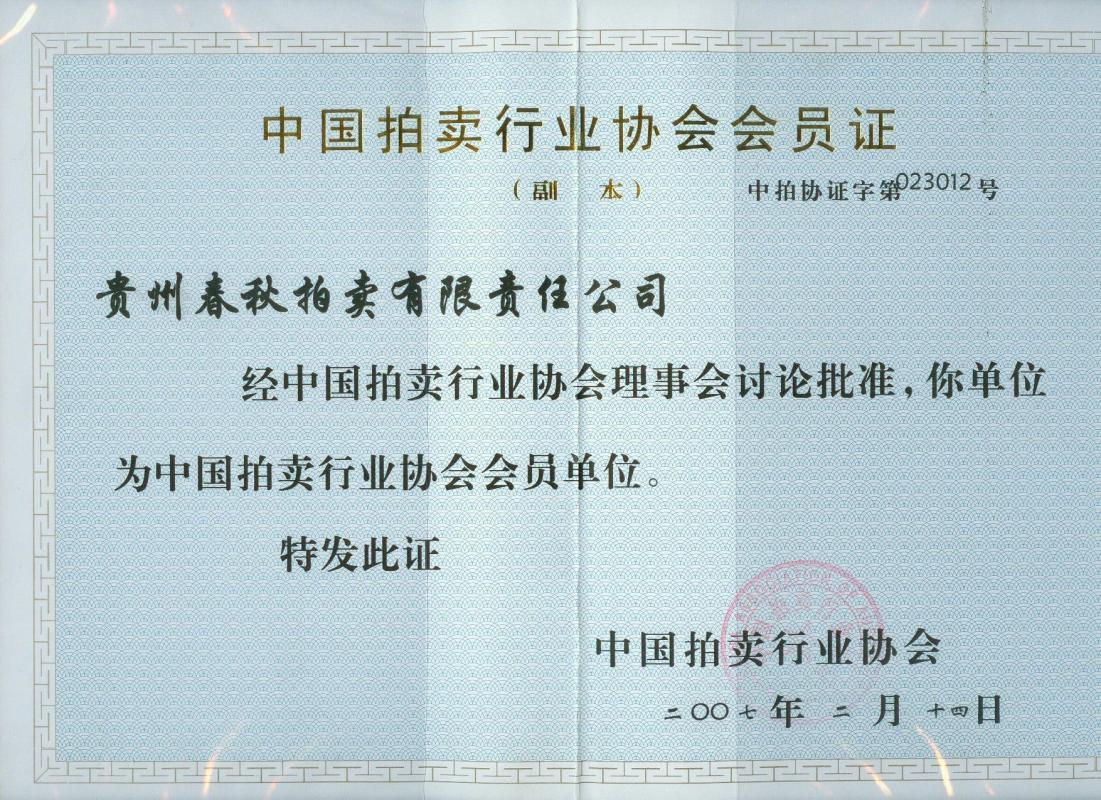 中国拍卖行业协会会员证
（副 本） 中拍协证字第023012号
贵州春秋拍卖有限责任公司
经中国拍卖行业协会理事会讨论批准，你单位
为中国拍卖行业协会会员单位。
特发此证
中国拍卖行业协会
二〇〇七年二月十四日